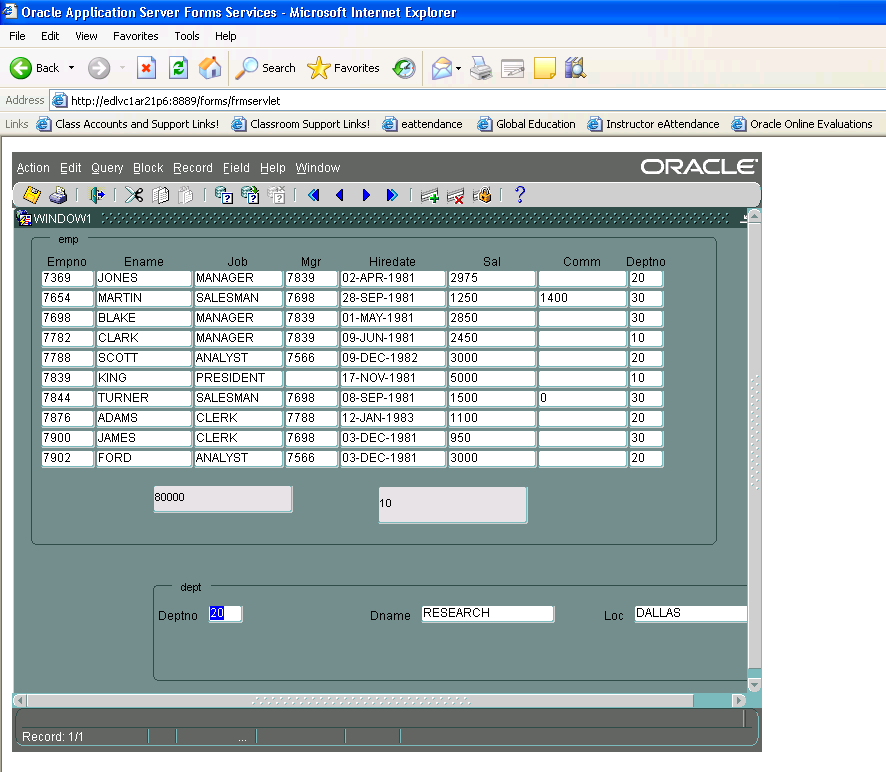 Oracle Application Server Forms Services - Microsoft Internet Explorer
File Edit View Favorites Tools Help
Back Search Favorites
Address http://edlvc1ar21p6:8889/forms/frmservlet
Links Class Accounts and Support Links! Classroom Support Links! eattendance Global Education Instructor eAttendance Oracle Online Evaluations
Action Edit Query Block Record Field Help Window ORACLE
WINDOW1
emp
Empno Ename Job Mgr Hiredate Sal Comm Deptno
7369 JONES MANAGER 7839 02-APR-1981 2975 20
7654 MARTIN SALESMAN 7698 28-SEP-1981 1250 1400 30
7698 BLAKE MANAGER 7839 01-MAY-1981 2850 30
7782 CLARK MANAGER 7839 09-JUN-1981 2450 10
7788 SCOTT ANALYST 7566 09-DEC-1982 3000 20
7839 KING PRESIDENT 17-NOV-1981 5000 10
7844 TURNER SALESMAN 7698 08-SEP-1981 1500 0 30
7876 ADAMS CLERK 7788 12-JAN-1983 1100 20
7900 JAMES CLERK 7698 03-DEC-1981 950 30
7902 FORD ANALYST 7566 03-DEC-1981 3000 20
80000 10
dept
Deptno 20 Dname RESEARCH Loc DALLAS
Record: 1/1 ...